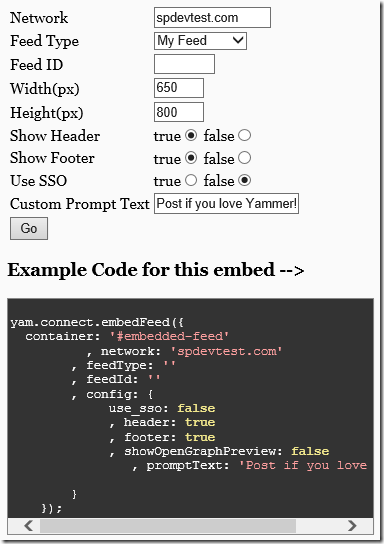 Network spdevtest.com
Feed Type My Feed
Feed ID
Width(px) 650
Height(px) 800
Show Header true false
Show Footer true false
Use SSO true false
Custom Prompt Text Post if you love Yammer!
Go
Example Code for this embed -->
yam.connect.embedFeed({
container: '#embedded-feed'
, network: 'spdevtest.com'
, feedType: ''
, feedId: ''
, config: {
use_sso: false
, header: true
, footer: true
, showOpenGraphPreview: false
, promptText: 'Post if you love
}
});